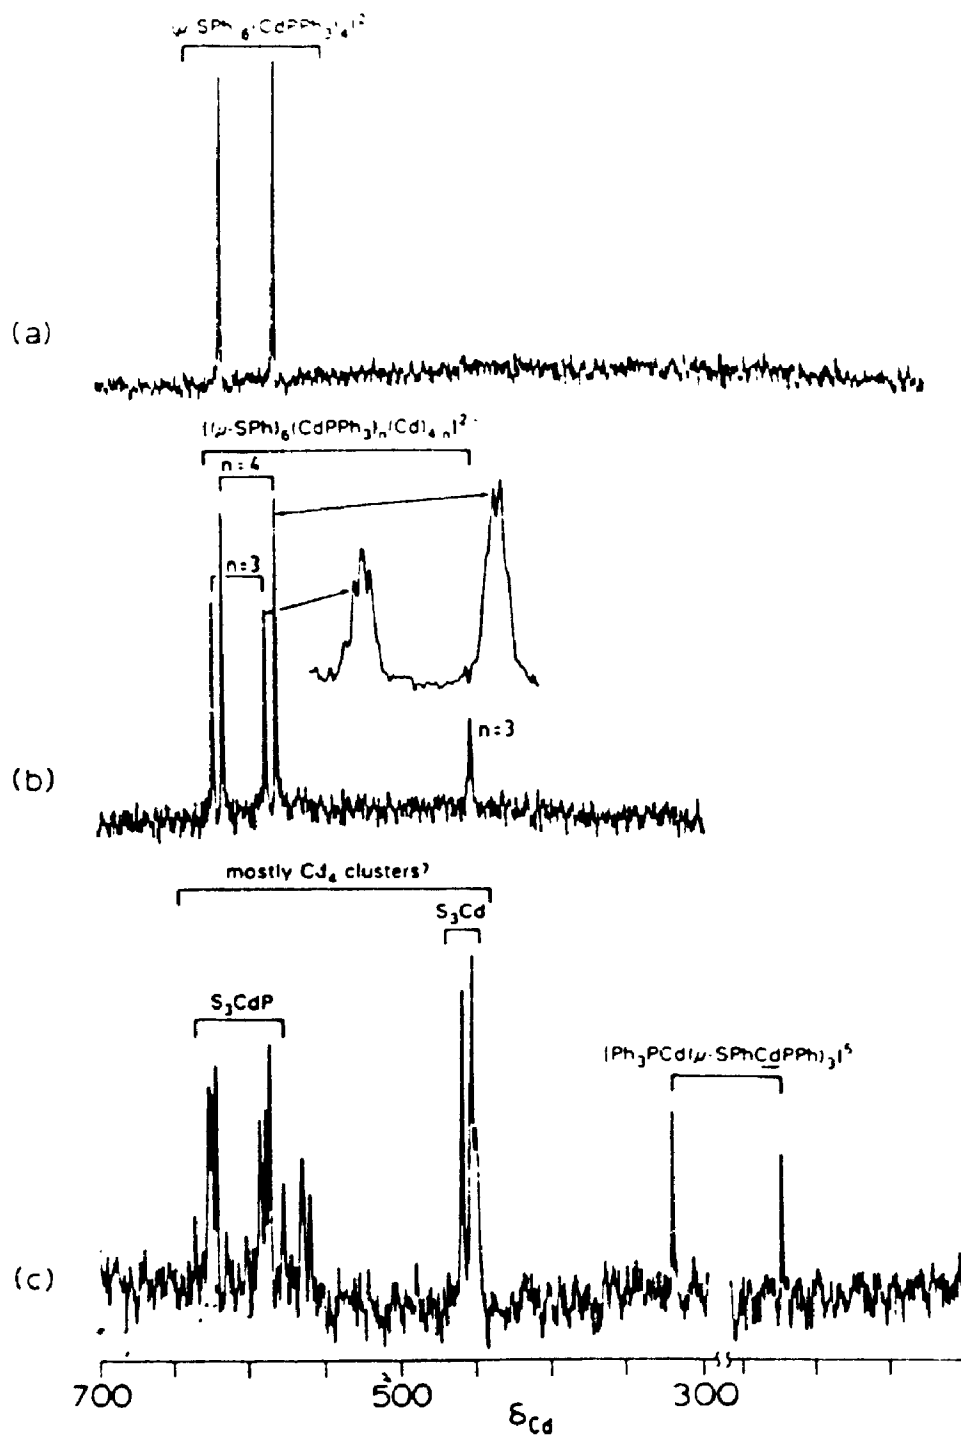 (μ-SPh)₆(CdPPh₃)₄]²
(a)
[(μ-SPh)₆(CdPPh₃)ₙ(Cd)₄₋ₙ]²
n=4
n=3
n=3
(b)
mostly Cd₄ clusters?
S₃Cd
S₃CdP
[Ph₃PCd(μ-SPhCdPPh)₃]⁵
(c)
700 500 300
δCd